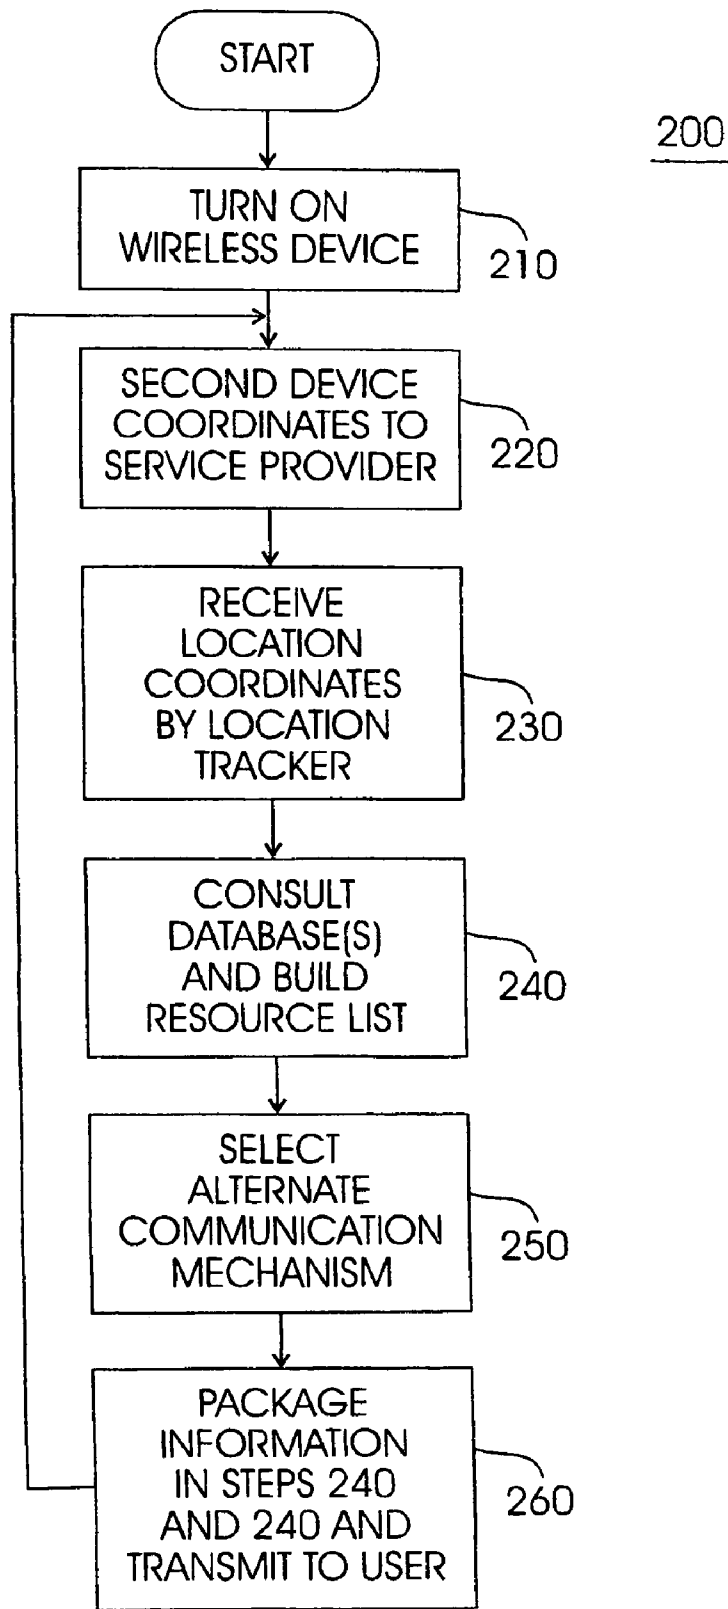 START
200
TURN ON
WIRELESS DEVICE
210
SECOND DEVICE
COORDINATES TO
SERVICE PROVIDER
220
RECEIVE
LOCATION
COORDINATES
BY LOCATION
TRACKER
230
CONSULT
DATABASE(S)
AND BUILD
RESOURCE LIST
240
SELECT
ALTERNATE
COMMUNICATION
MECHANISM
250
PACKAGE
INFORMATION
IN STEPS 240
AND 240 AND
TRANSMIT TO USER
260